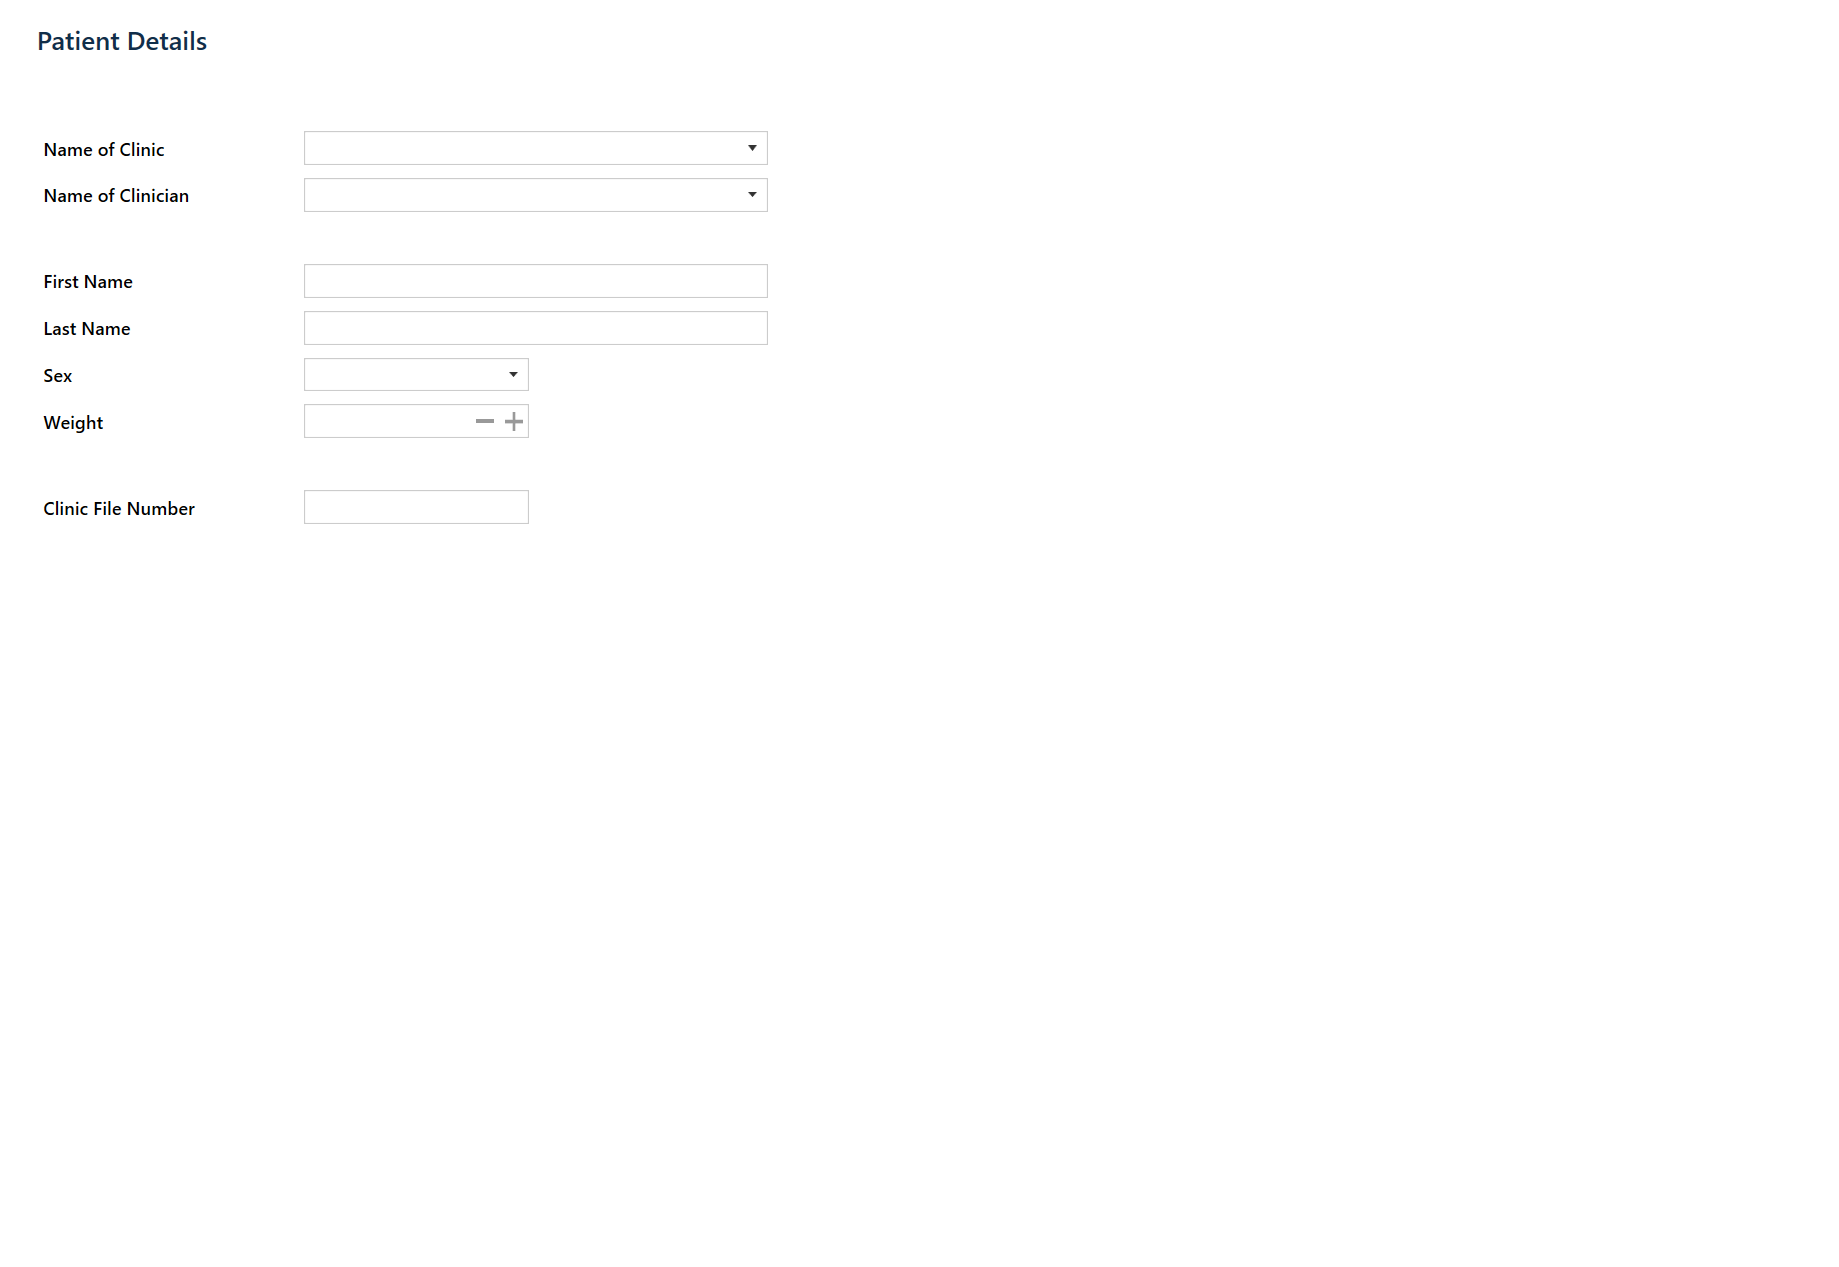 Patient Details
Name of Clinic
Name of Clinician
First Name
Last Name
Sex
Weight
Clinic File Number